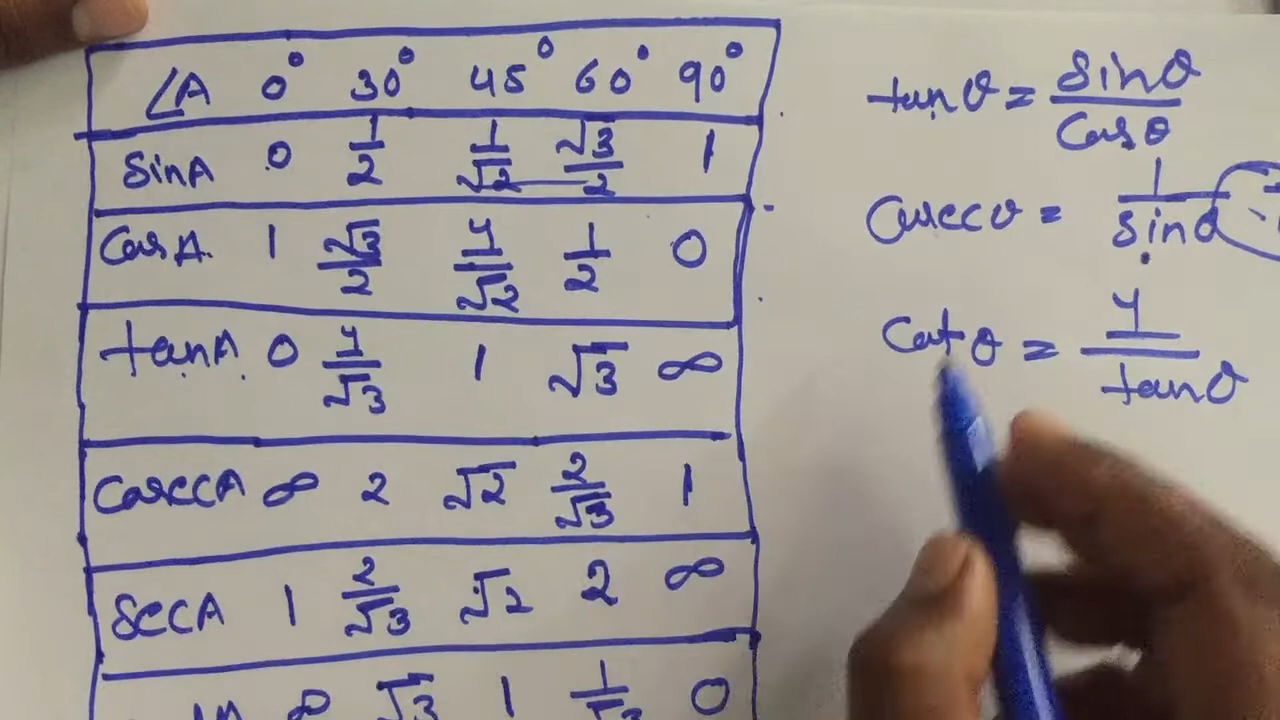 ∠A 0° 30° 45° 60° 90°
sinA 0 1/2 1/√2 √3/2 1
cosA 1 √3/2 1/√2 1/2 0
tanA 0 1/√3 1 √3 ∞
cosecA ∞ 2 √2 2/√3 1
secA 1 2/√3 √2 2 ∞
∞ √3 1 1/√3 0
tanθ = sinθ/cosθ
cosecθ = 1/sinθ
cotθ = 1/tanθ